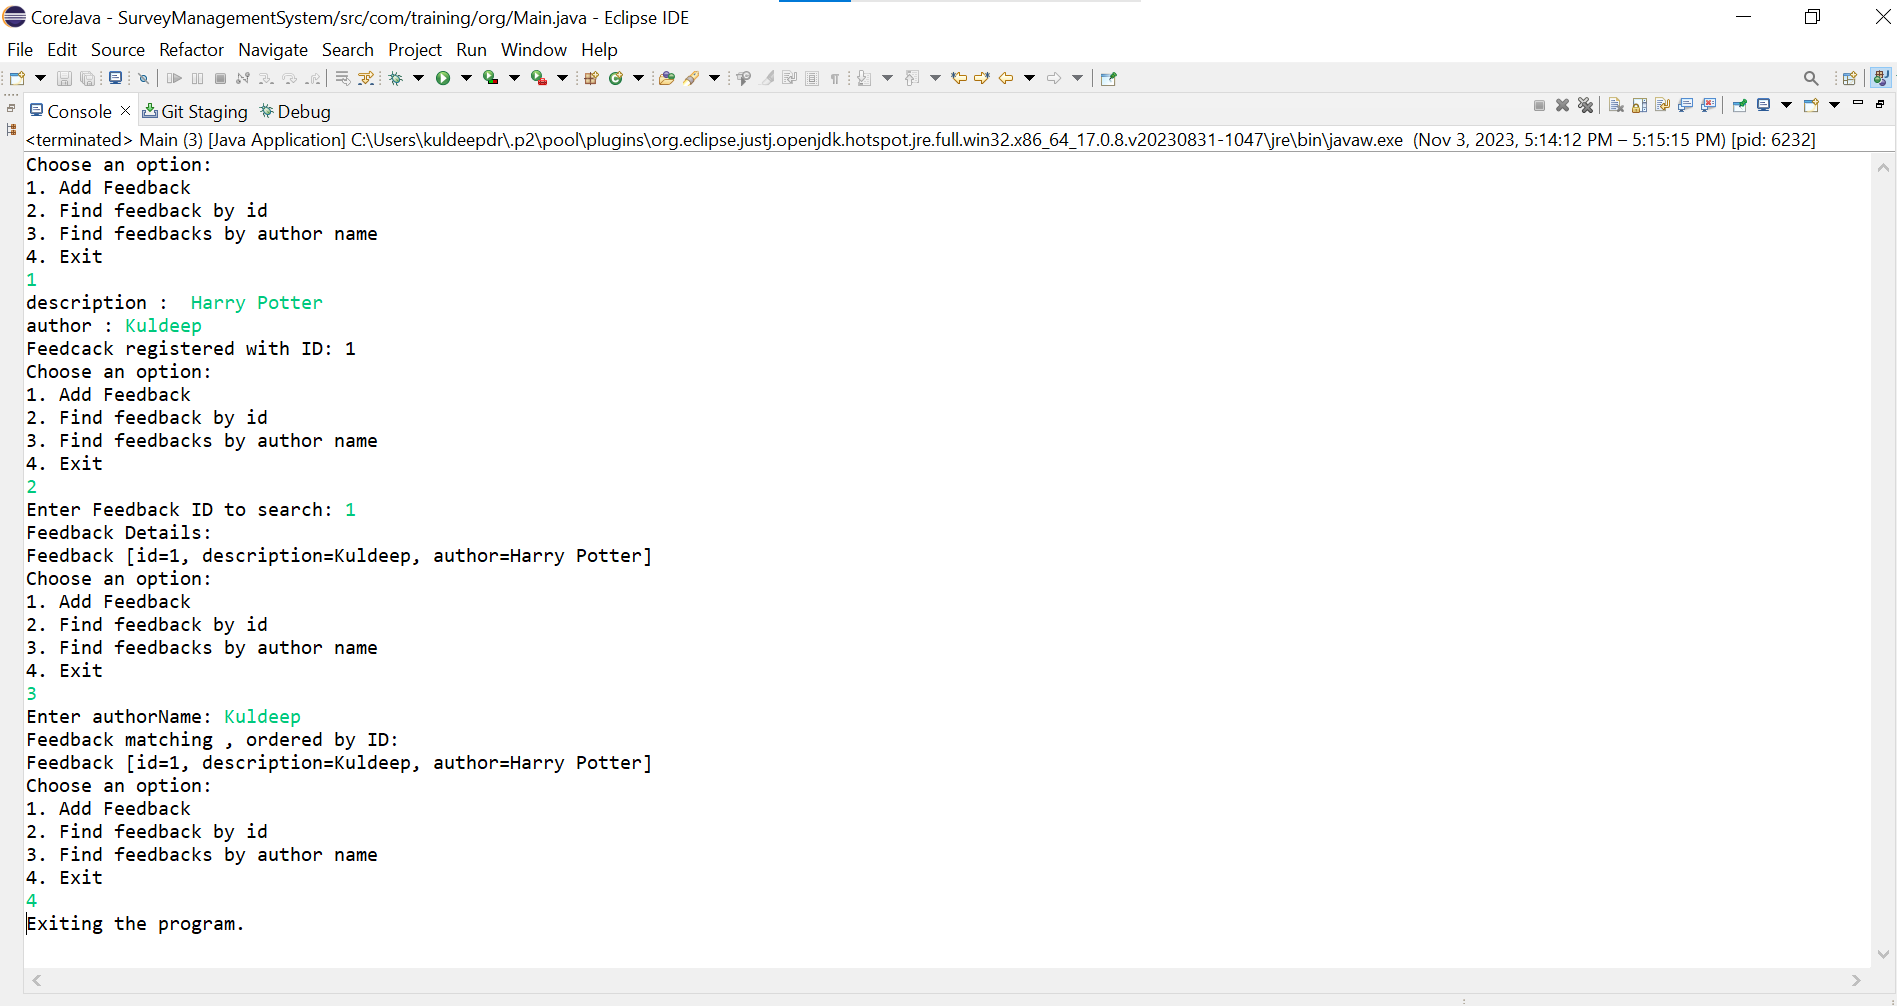 CoreJava - SurveyManagementSystem/src/com/training/org/Main.java - Eclipse IDE
File Edit Source Refactor Navigate Search Project Run Window Help
Console Git Staging Debug
<terminated> Main (3) [Java Application] C:\Users\kuldeepdr\.p2\pool\plugins\org.eclipse.justj.openjdk.hotspot.jre.full.win32.x86_64_17.0.8.v20230831-1047\jre\bin\javaw.exe (Nov 3, 2023, 5:14:12 PM – 5:15:15 PM) [pid: 6232]
Choose an option:
1. Add Feedback
2. Find feedback by id
3. Find feedbacks by author name
4. Exit
1
description :  Harry Potter
author : Kuldeep
Feedcack registered with ID: 1
Choose an option:
1. Add Feedback
2. Find feedback by id
3. Find feedbacks by author name
4. Exit
2
Enter Feedback ID to search: 1
Feedback Details:
Feedback [id=1, description=Kuldeep, author=Harry Potter]
Choose an option:
1. Add Feedback
2. Find feedback by id
3. Find feedbacks by author name
4. Exit
3
Enter authorName: Kuldeep
Feedback matching , ordered by ID:
Feedback [id=1, description=Kuldeep, author=Harry Potter]
Choose an option:
1. Add Feedback
2. Find feedback by id
3. Find feedbacks by author name
4. Exit
4
Exiting the program.